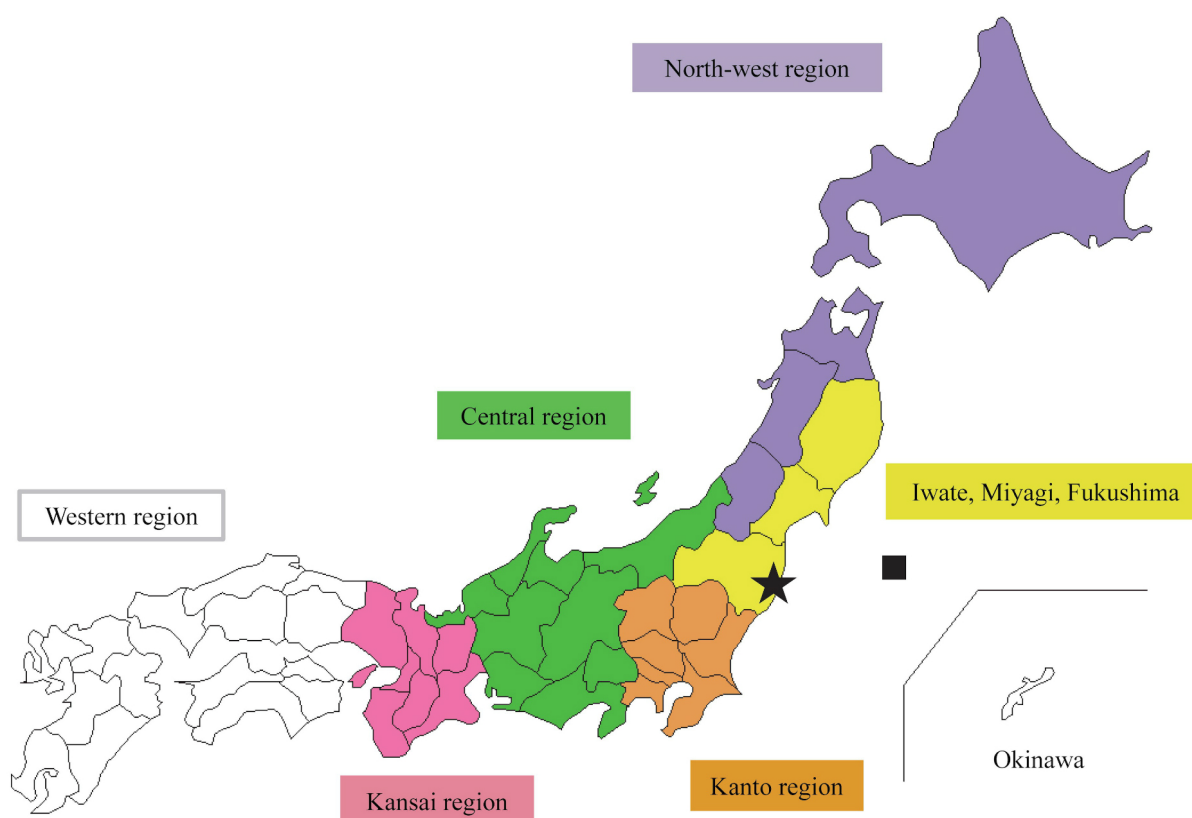 North-west region
Central region
Iwate, Miyagi, Fukushima
Western region
Okinawa
Kansai region
Kanto region